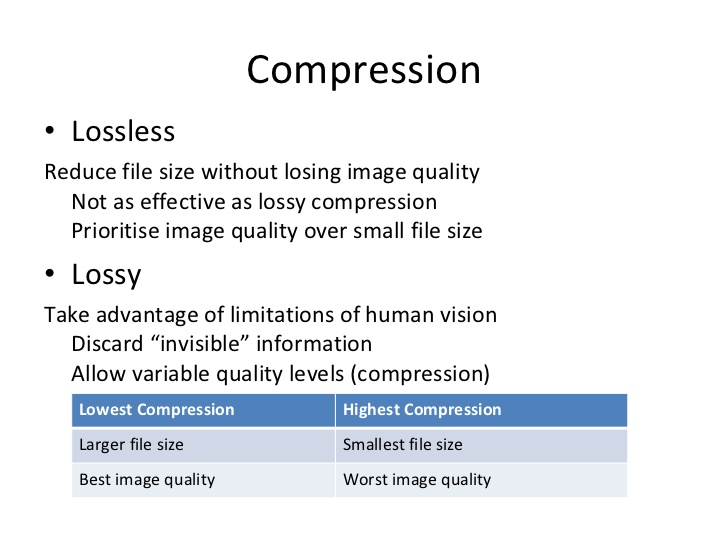 Compression
• Lossless
Reduce file size without losing image quality
Not as effective as lossy compression
Prioritise image quality over small file size
• Lossy
Take advantage of limitations of human vision
Discard “invisible” information
Allow variable quality levels (compression)
Lowest Compression Highest Compression
Larger file size Smallest file size
Best image quality Worst image quality